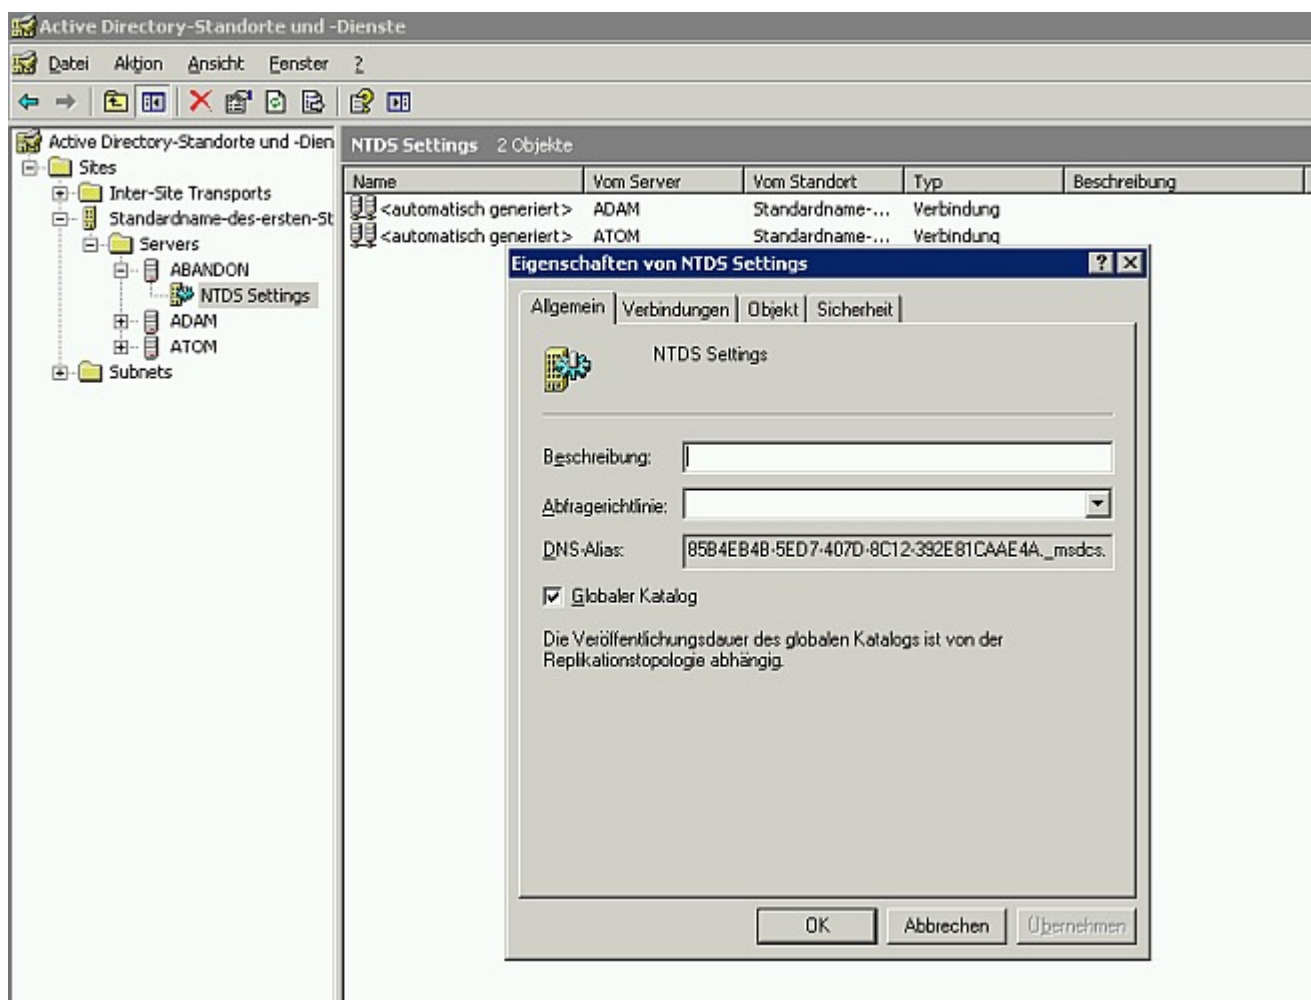 Active Directory-Standorte und -Dienste
Datei Aktion Ansicht Fenster ?
Active Directory-Standorte und -Dien
Sites
Inter-Site Transports
Standardname-des-ersten-St
Servers
ABANDON
NTDS Settings
ADAM
ATOM
Subnets
NTDS Settings 2 Objekte
Name Vom Server Vom Standort Typ Beschreibung
<automatisch generiert> ADAM Standardname-... Verbindung
<automatisch generiert> ATOM Standardname-... Verbindung
Eigenschaften von NTDS Settings
Allgemein Verbindungen Objekt Sicherheit
NTDS Settings
Beschreibung:
Abfragerichtlinie:
DNS-Alias: 85B4EB4B-5ED7-407D-8C12-392E81CAAE4A._msdcs.
Globaler Katalog
Die Veröffentlichungsdauer des globalen Katalogs ist von der
Replikationstopologie abhängig.
OK Abbrechen Übernehmen